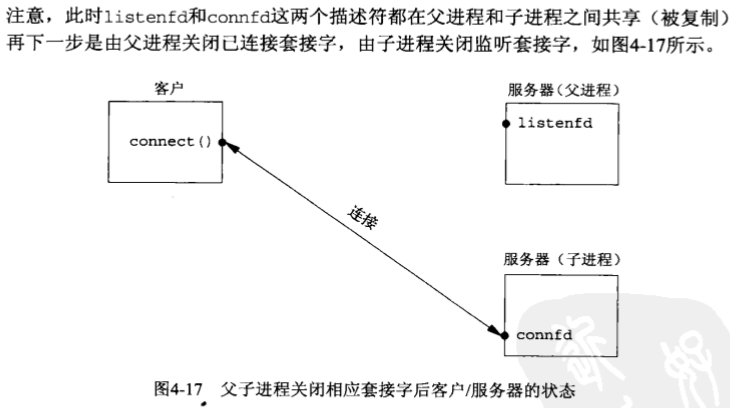 注意，此时listenfd和connfd这两个描述符都在父进程和子进程之间共享（被复制）
再下一步是由父进程关闭已连接套接字，由子进程关闭监听套接字，如图4-17所示。
客户
服务器（父进程）
connect()
listenfd
连接
服务器（子进程）
connfd
图4-17 父子进程关闭相应套接字后客户/服务器的状态